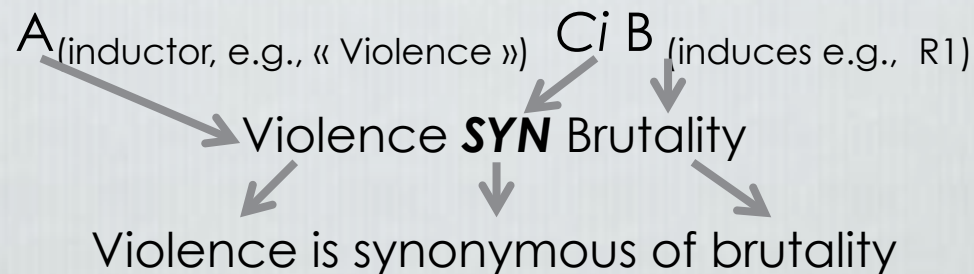 A (inductor, e.g., « Violence ») Ci B (induces e.g., R1)
Violence SYN Brutality
Violence is synonymous of brutality